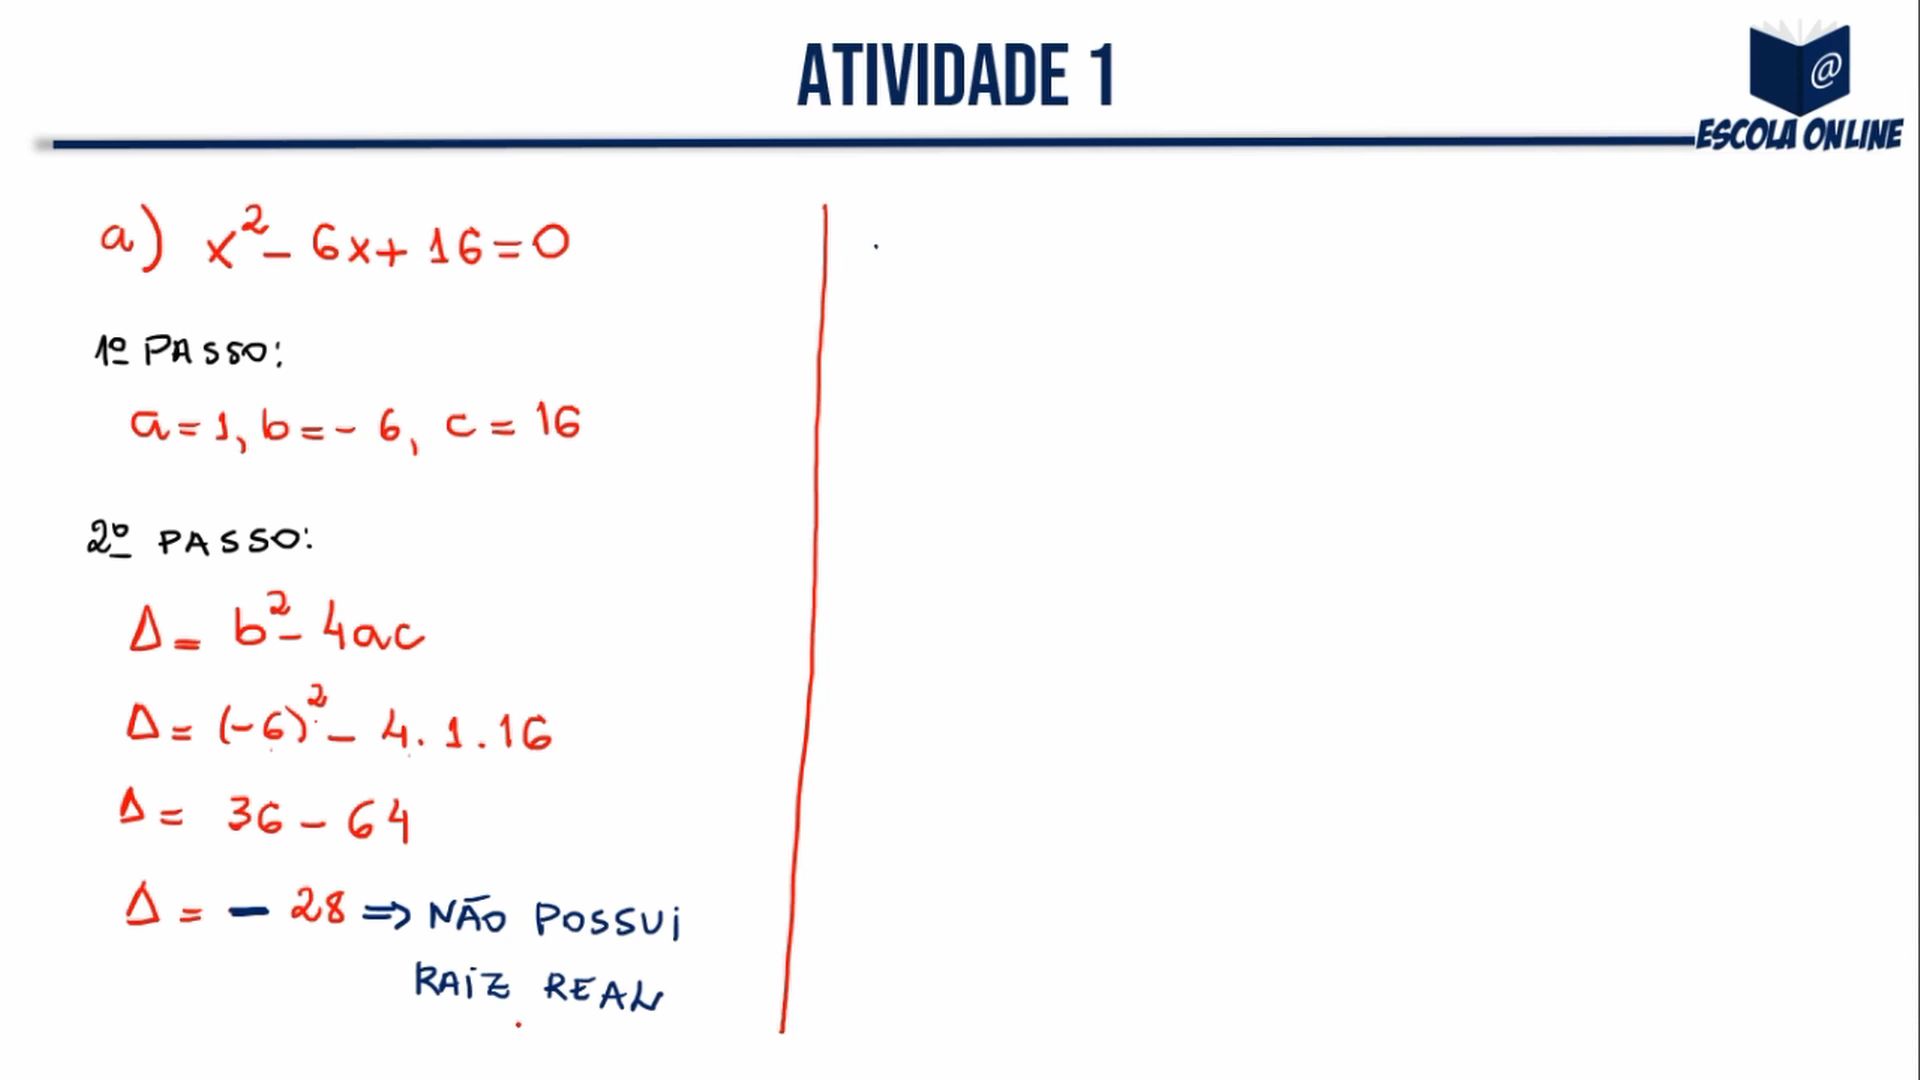 ATIVIDADE 1
@
ESCOLA ONLINE
a) x² - 6x + 16 = 0
1º PASSO:
a = 1, b = - 6, c = 16
2º PASSO:
Δ = b² - 4ac
Δ = (-6)² - 4 . 1 . 16
Δ = 36 - 64
Δ = - 28 ⇒ NÃO POSSUI
RAIZ REAL